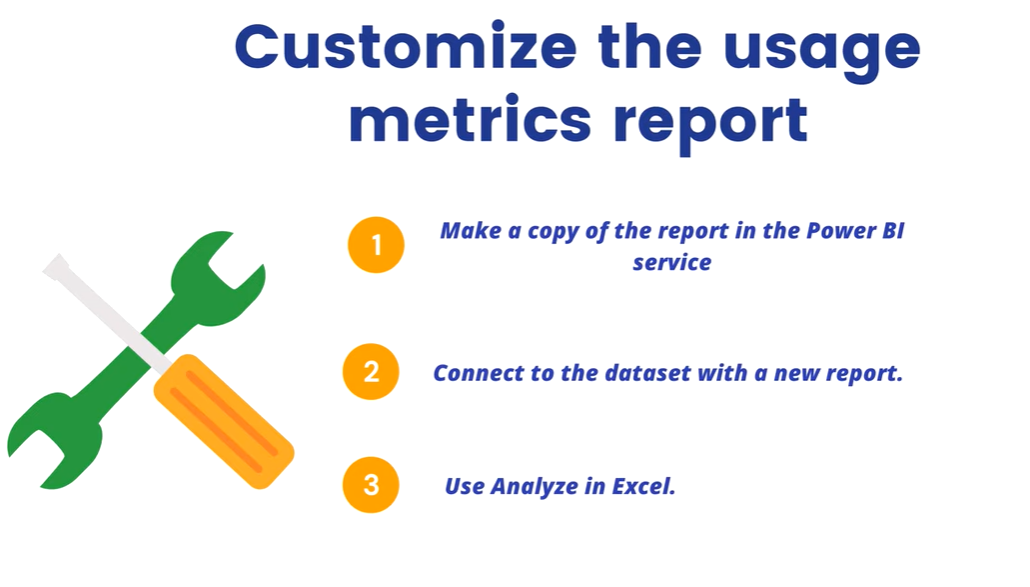 Customize the usage
metrics report
1
Make a copy of the report in the Power BI
service
2
Connect to the dataset with a new report.
3
Use Analyze in Excel.